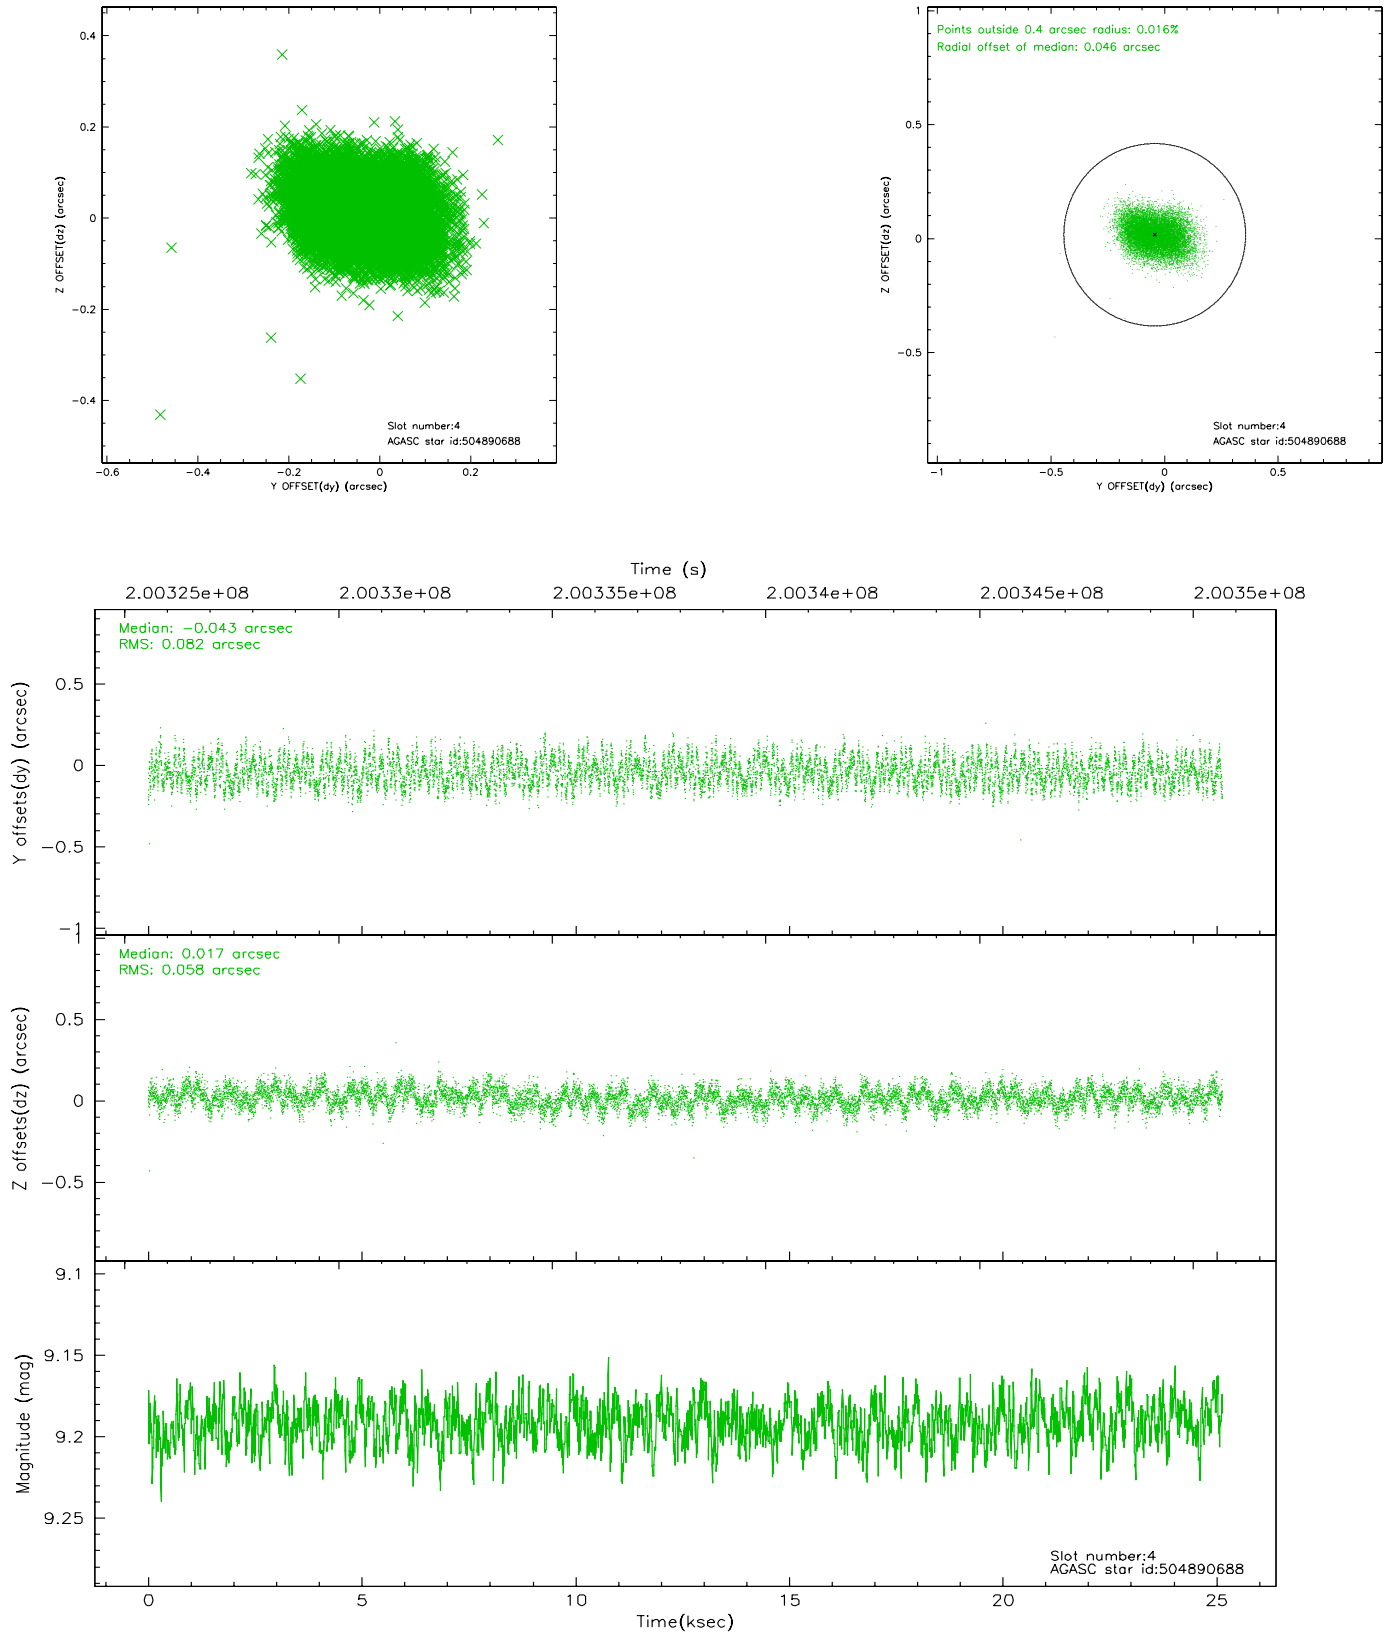 0.4
0.2
0
−0.2
−0.4
Z OFFSET(dz) (arcsec)
Slot number:4
AGASC star id:504890688
−0.6
−0.4
−0.2
0
0.2
Y OFFSET(dy) (arcsec)
1
0.5
0
−0.5
Z OFFSET(dz) (arcsec)
Points outside 0.4 arcsec radius: 0.016%
Radial offset of median: 0.046 arcsec
Slot number:4
AGASC star id:504890688
−1
−0.5
0
0.5
Y OFFSET(dy) (arcsec)
Time (s)
2.00325e+08
2.0033e+08
2.00335e+08
2.0034e+08
2.00345e+08
2.0035e+08
Median: −0.043 arcsec
RMS: 0.082 arcsec
0.5
0
−0.5
−1
Y offsets(dy) (arcsec)
Median: 0.017 arcsec
RMS: 0.058 arcsec
1
0.5
0
−0.5
Z offsets(dz) (arcsec)
9.1
9.15
9.2
9.25
Magnitude (mag)
Slot number:4
AGASC star id:504890688
0
5
10
15
20
25
Time(ksec)